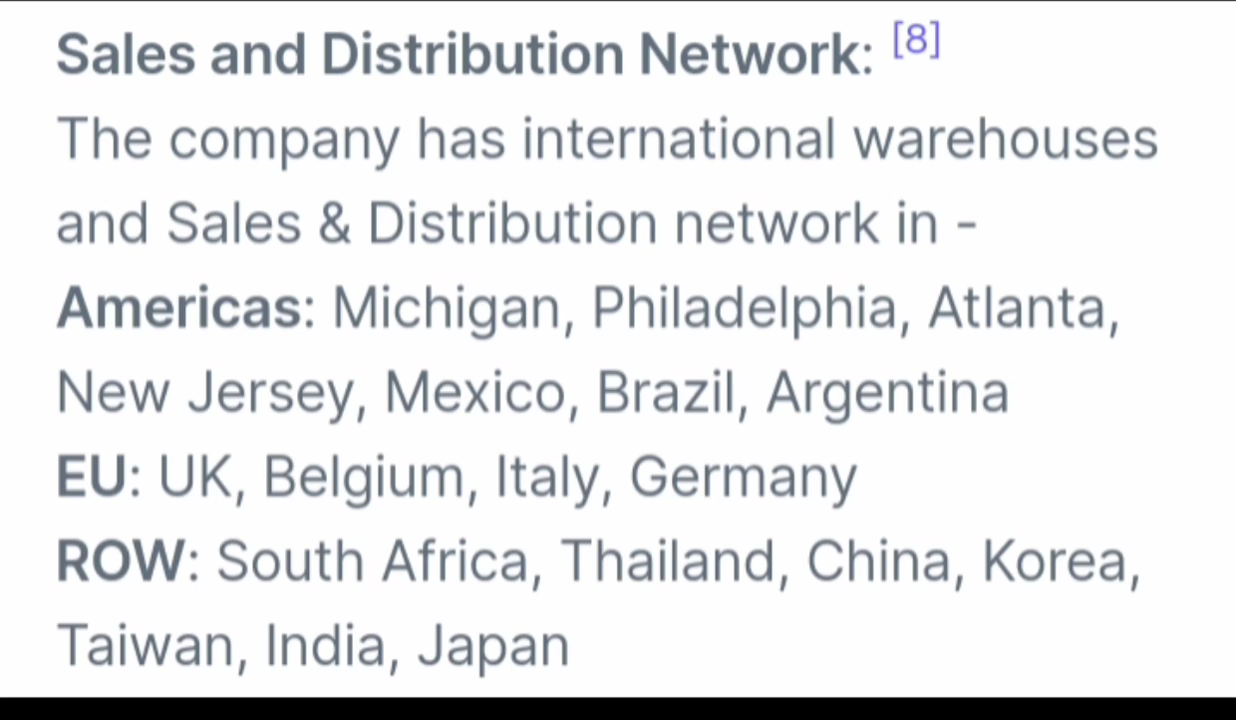 Sales and Distribution Network: [8]
The company has international warehouses
and Sales & Distribution network in -
Americas: Michigan, Philadelphia, Atlanta,
New Jersey, Mexico, Brazil, Argentina
EU: UK, Belgium, Italy, Germany
ROW: South Africa, Thailand, China, Korea,
Taiwan, India, Japan